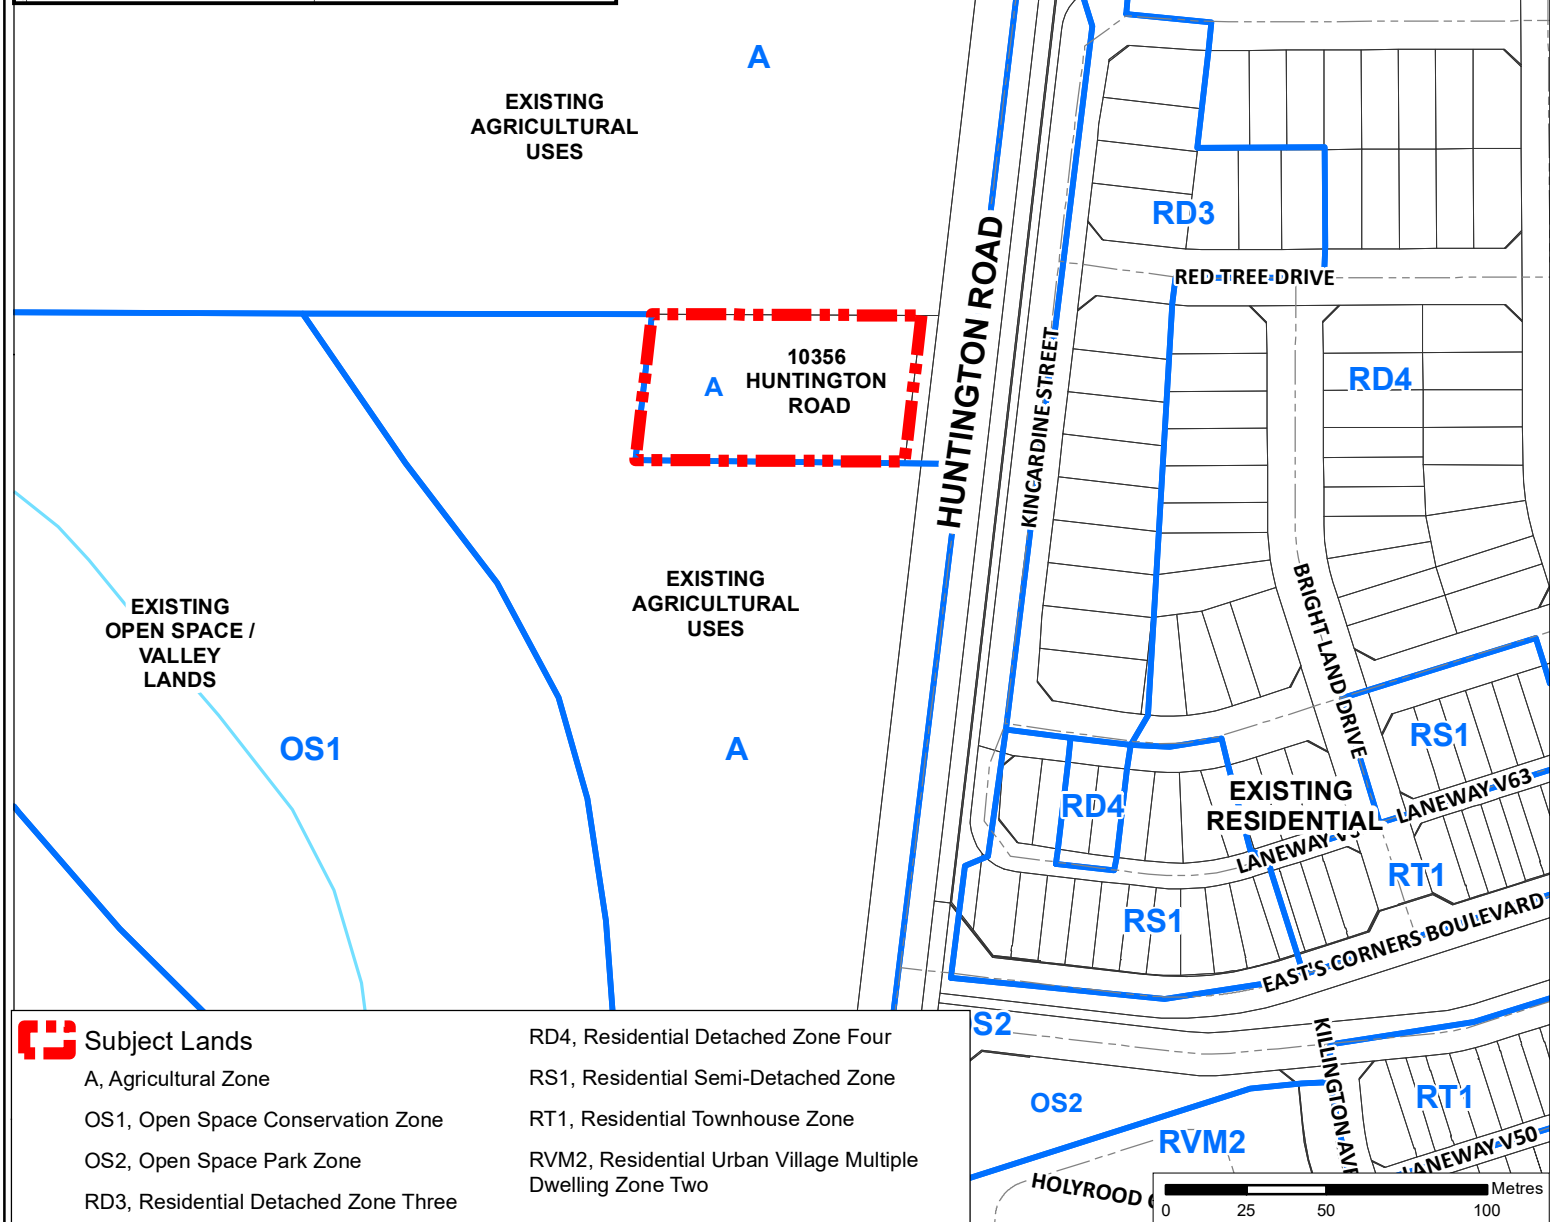 A
EXISTING
AGRICULTURAL
USES
RD3
RED TREE DRIVE
HUNTINGTON ROAD
KINCARDINE STREET
10356
HUNTINGTON
ROAD
A
RD4
EXISTING
AGRICULTURAL
USES
EXISTING
OPEN SPACE /
VALLEY
LANDS
BRIGHT LAND DRIVE
OS1
A
RS1
LANEWAY V63
RD4
EXISTING
RESIDENTIAL
LANEWAY
RT1
RS1
EAST'S CORNERS BOULEVARD
S2
KILLINGTON AVE
OS2
RT1
RVM2
LANEWAY V50
HOLYROOD
Subject Lands
A, Agricultural Zone
OS1, Open Space Conservation Zone
OS2, Open Space Park Zone
RD3, Residential Detached Zone Three
RD4, Residential Detached Zone Four
RS1, Residential Semi-Detached Zone
RT1, Residential Townhouse Zone
RVM2, Residential Urban Village Multiple
Dwelling Zone Two
Metres
0 25 50 100